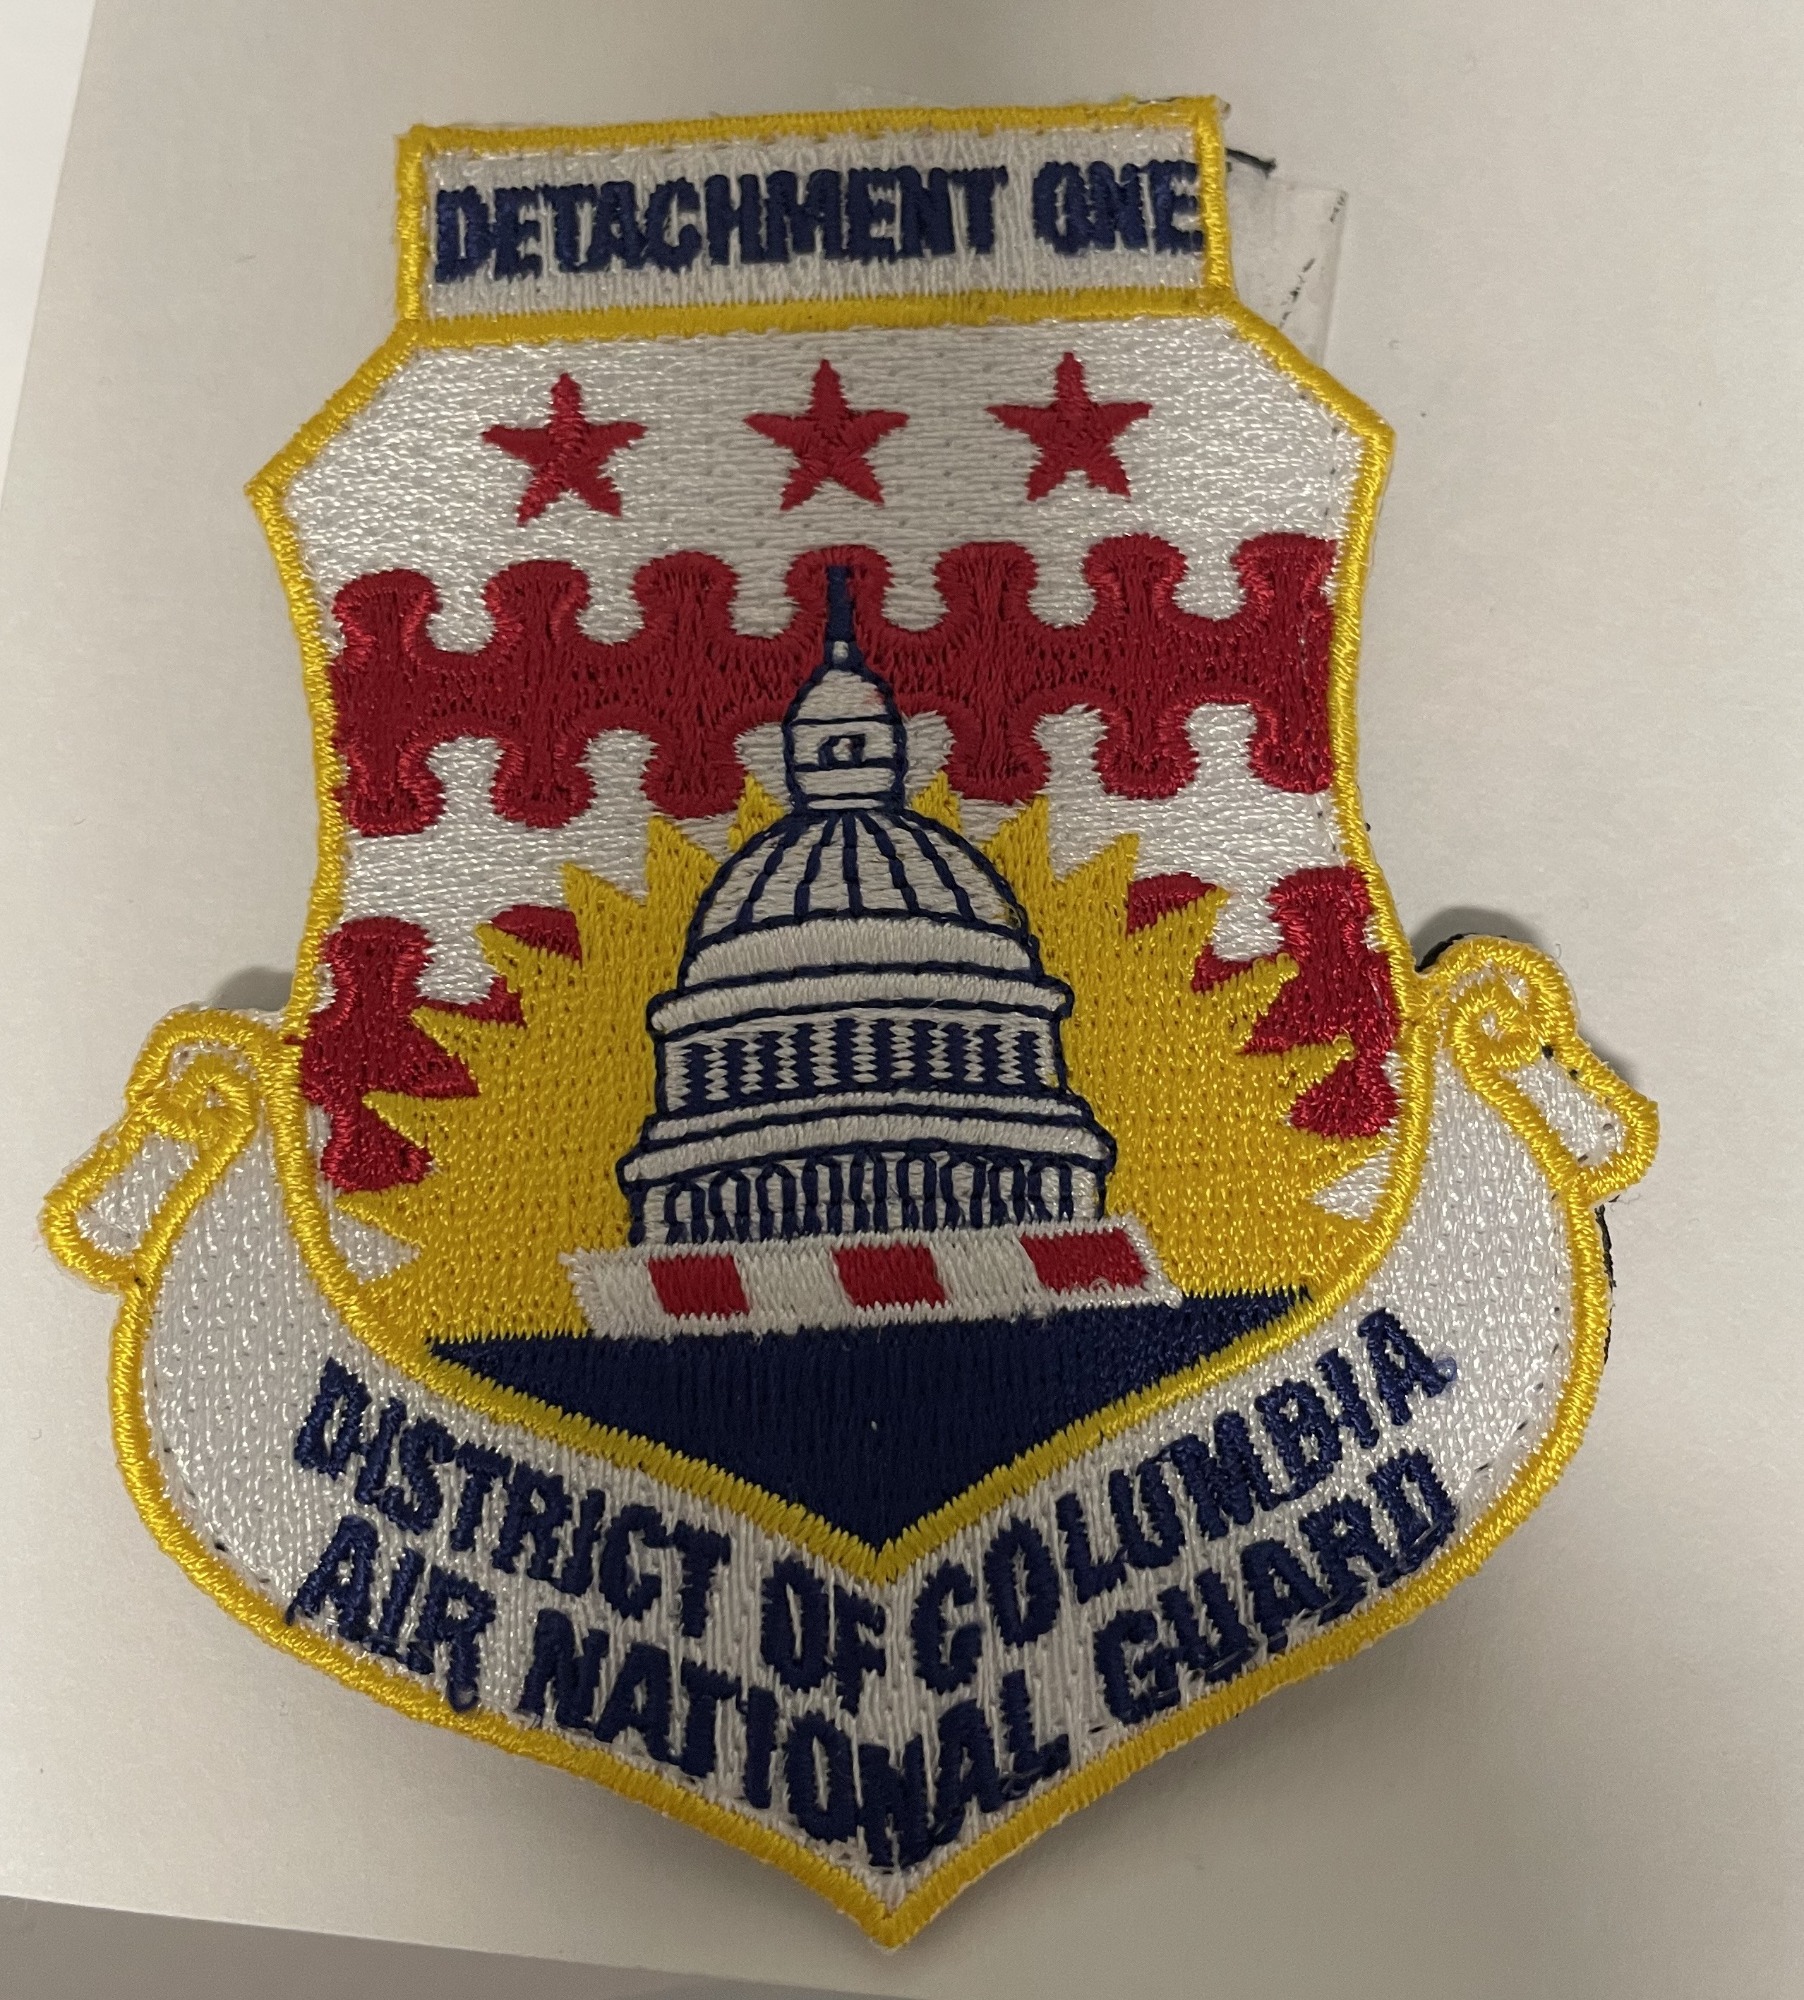 DETACHMENT ONE
DISTRICT OF COLUMBIA
AIR NATIONAL GUARD